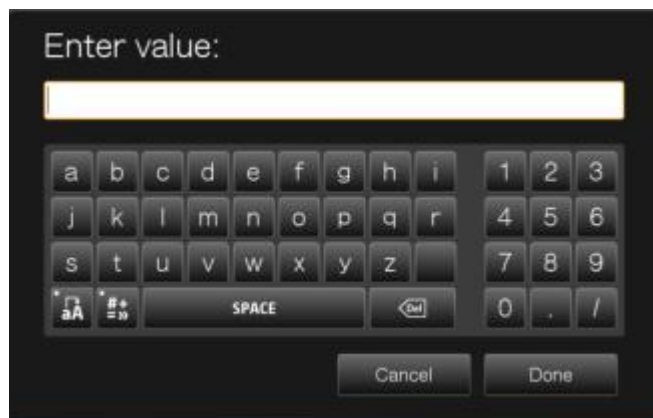 Enter value:
a b c d e f g h i 1 2 3
j k l m n o p q r 4 5 6
s t u v w x y z 7 8 9
aA #+=» SPACE Del 0 . /
Cancel Done